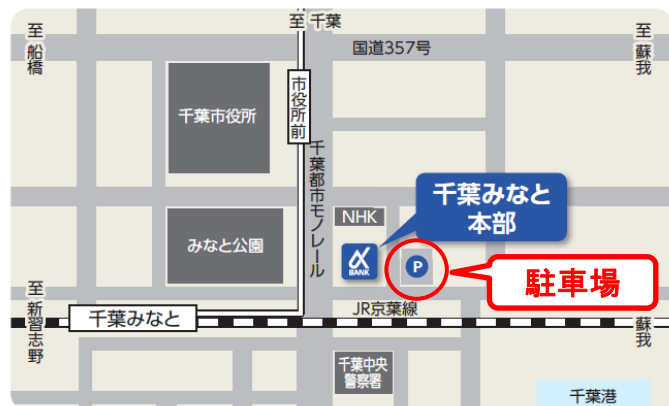 至 千葉
至 船橋
国道357号
至 蘇我
千葉市役所
市役所前
千葉都市モノレール
千葉みなと
本部
NHK
みなと公園
BANK
P
駐車場
至 新習志野
千葉みなと
JR京葉線
蘇我
千葉中央
警察署
千葉港